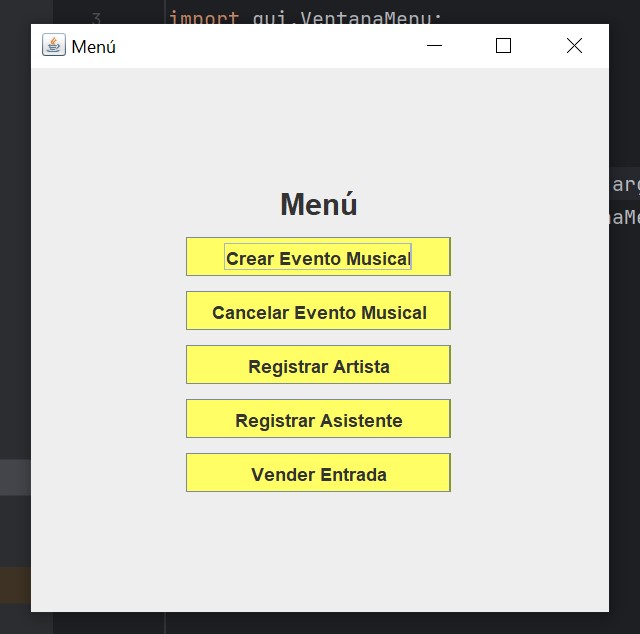 3 import gui.VentanaMenu;
Menú
arg
naMe
Menú
Crear Evento Musical
Cancelar Evento Musical
Registrar Artista
Registrar Asistente
Vender Entrada